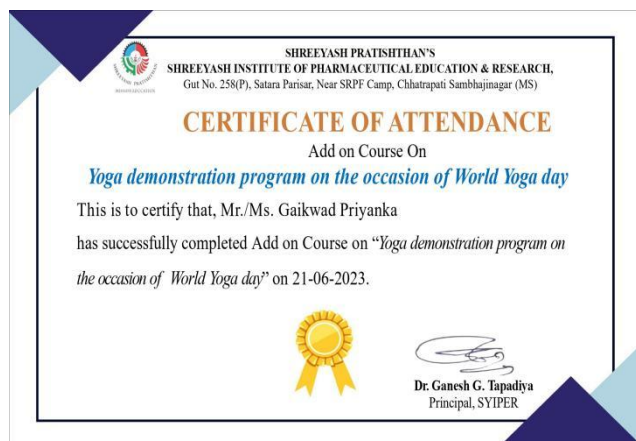 SHREEYASH PRATISHTHAN'S
SHREEYASH INSTITUTE OF PHARMACEUTICAL EDUCATION & RESEARCH,
Gut No. 258(P), Satara Parisar, Near SRPF Camp, Chhatrapati Sambhajinagar (MS)
CERTIFICATE OF ATTENDANCE
Add on Course On
Yoga demonstration program on the occasion of World Yoga day
This is to certify that, Mr./Ms. Gaikwad Priyanka
has successfully completed Add on Course on “Yoga demonstration program on
the occasion of World Yoga day” on 21-06-2023.
Dr. Ganesh G. Tapadiya
Principal, SYIPER